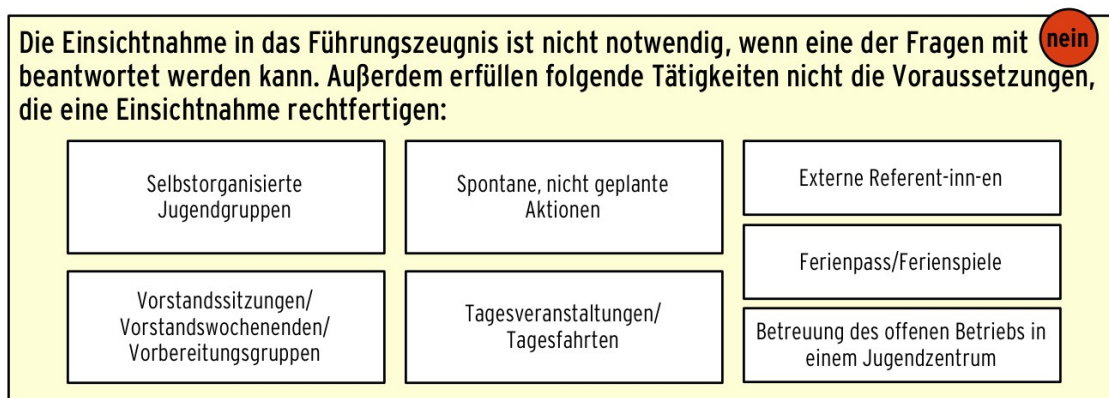 Die Einsichtnahme in das Führungszeugnis ist nicht notwendig, wenn eine der Fragen mit nein
beantwortet werden kann. Außerdem erfüllen folgende Tätigkeiten nicht die Voraussetzungen,
die eine Einsichtnahme rechtfertigen:
Selbstorganisierte
Jugendgruppen
Spontane, nicht geplante
Aktionen
Externe Referent-inn-en
Ferienpass/Ferienspiele
Vorstandssitzungen/
Vorstandswochenenden/
Vorbereitungsgruppen
Tagesveranstaltungen/
Tagesfahrten
Betreuung des offenen Betriebs in
einem Jugendzentrum